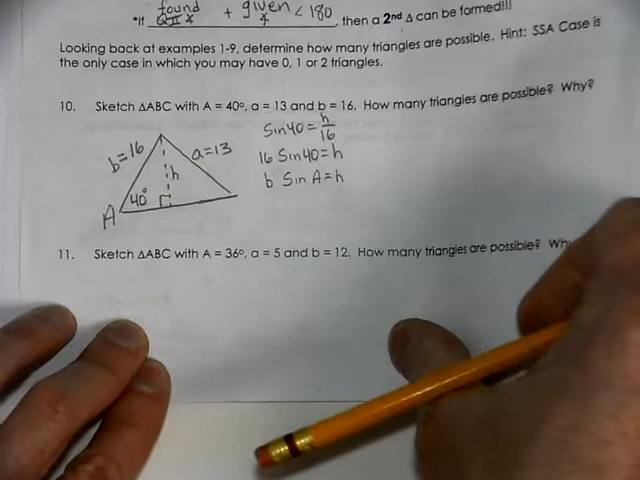 found + given < 180
*If QII ∡ ∡ , then a 2nd Δ can be formed!!!
Looking back at examples 1-9, determine how many triangles are possible. Hint: SSA Case is
the only case in which you may have 0, 1 or 2 triangles.
10. Sketch ΔABC with A = 40º, a = 13 and b = 16. How many triangles are possible? Why?
b=16 a=13 h 40° A
Sin40 = h/16
16 Sin40 = h
b Sin A = h
11. Sketch ΔABC with A = 36º, a = 5 and b = 12. How many triangles are possible?